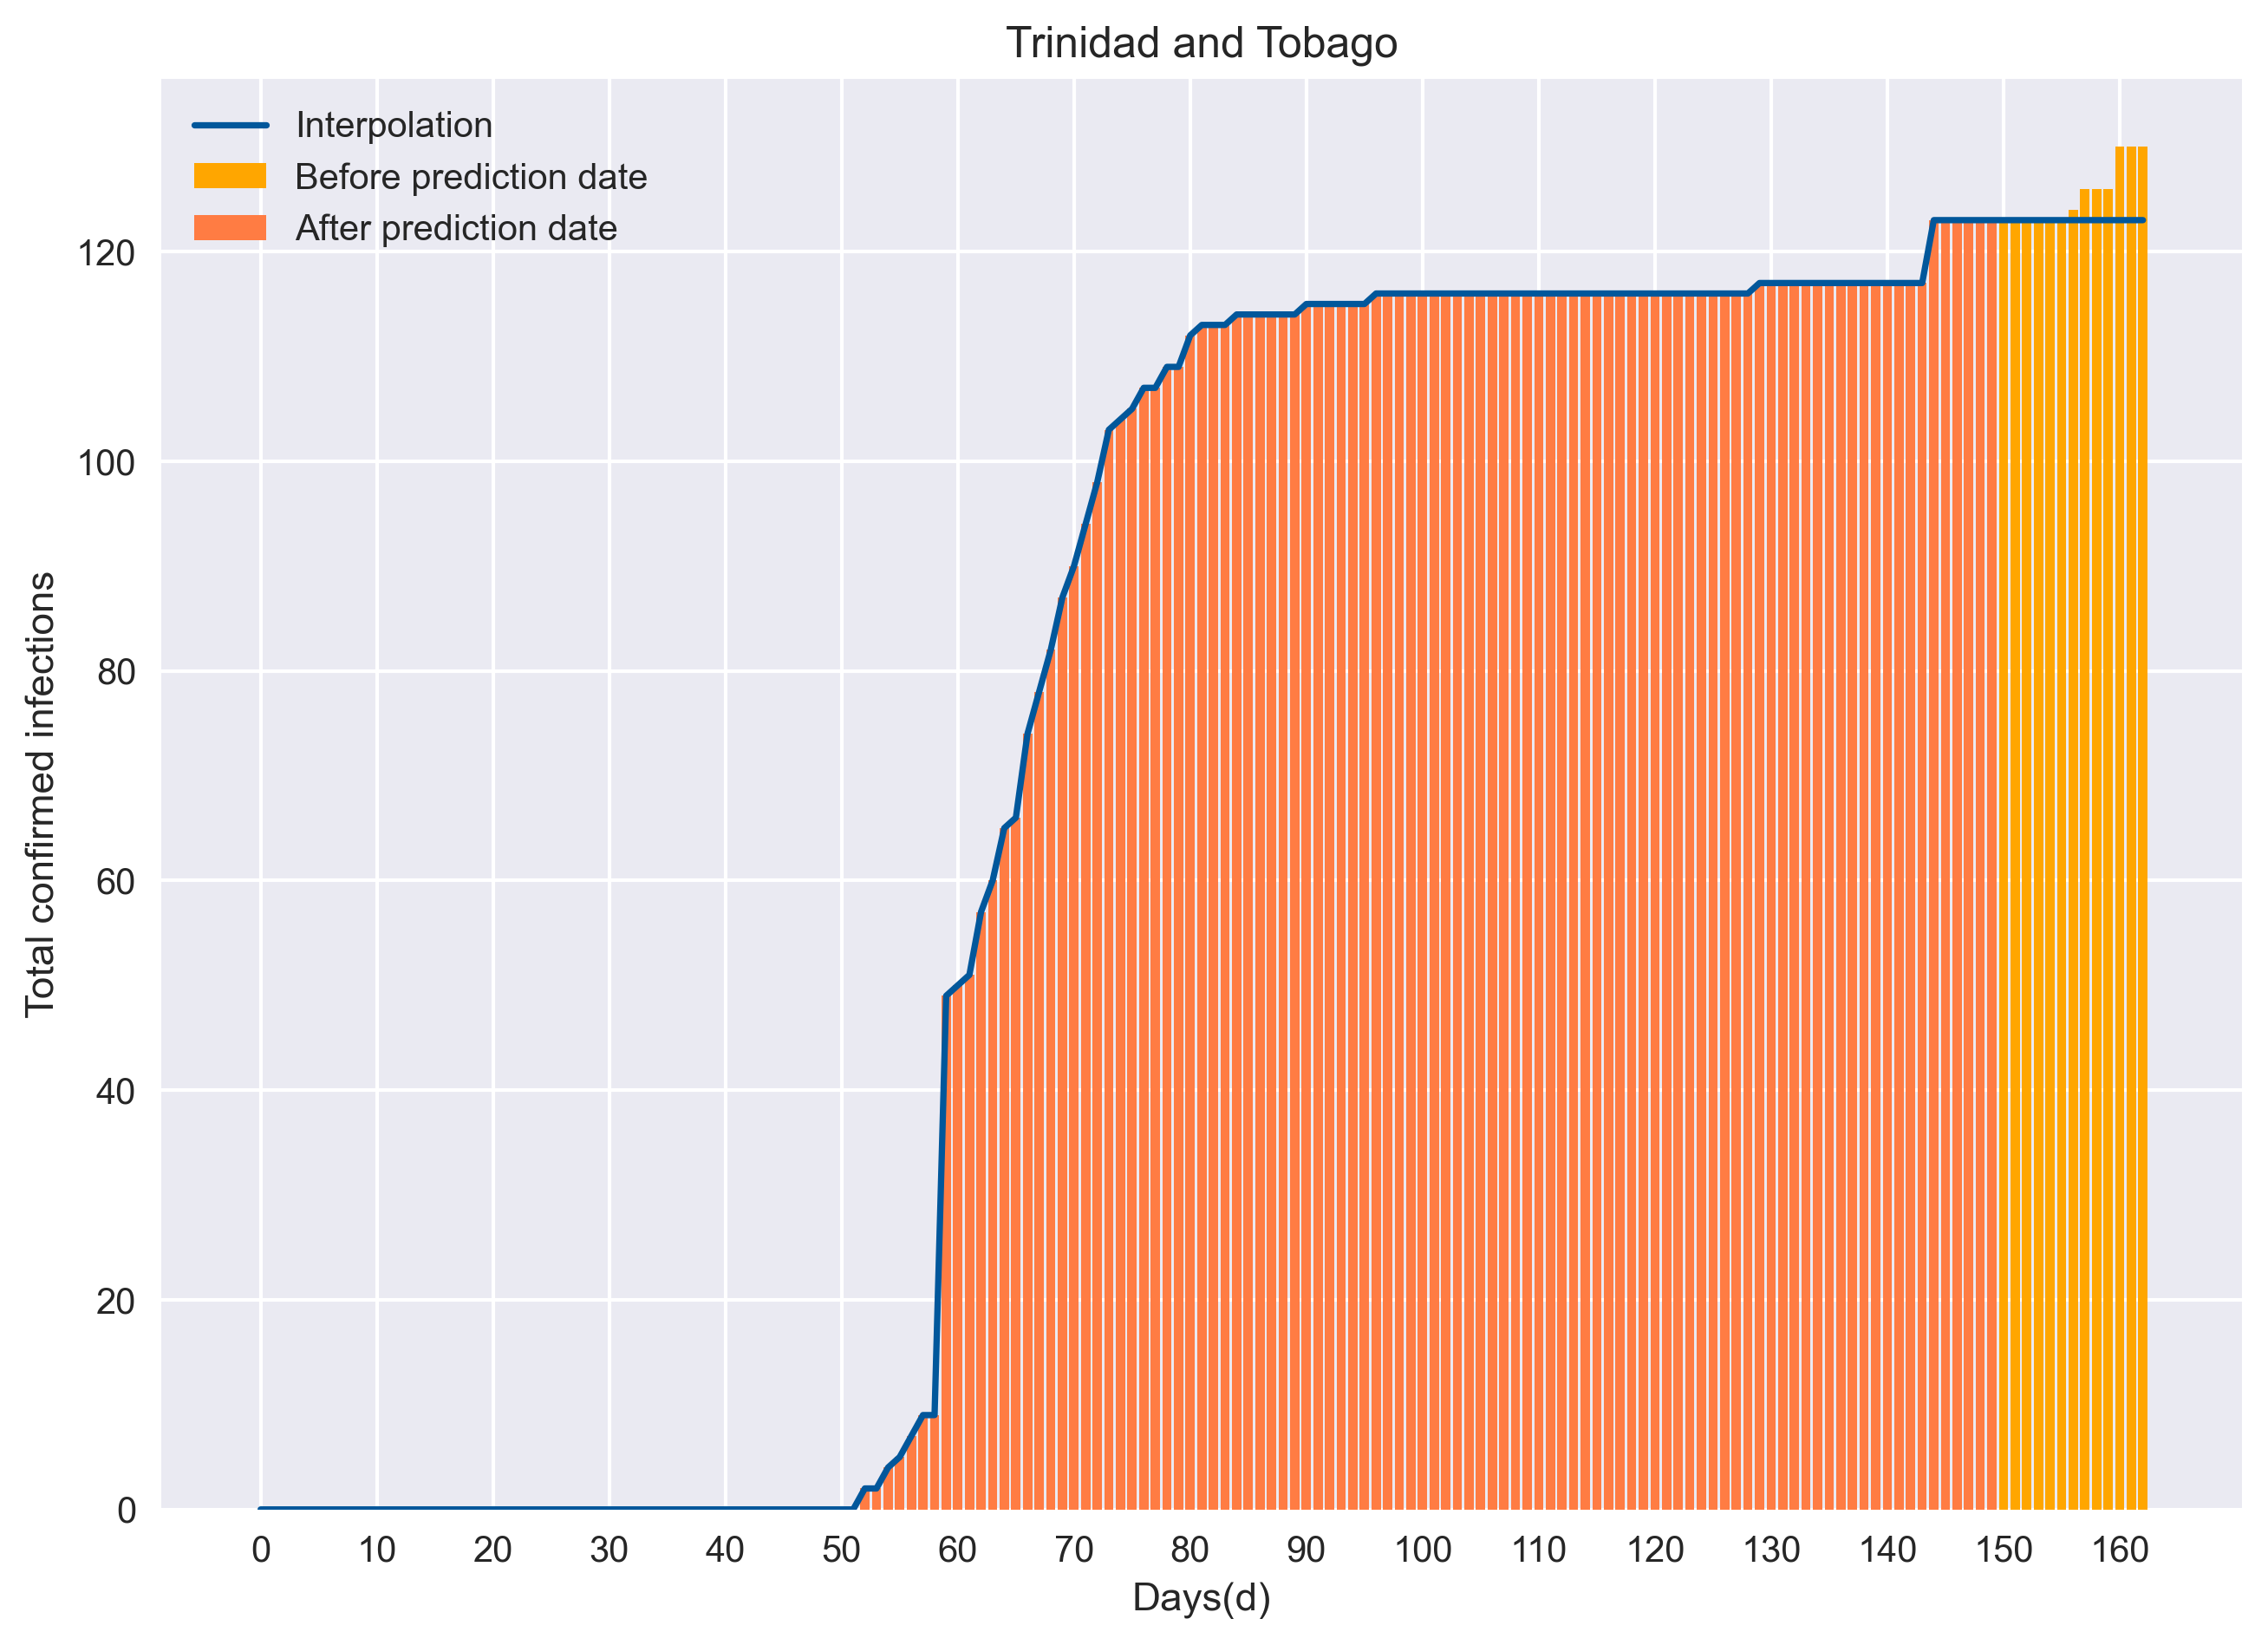 Trinidad and Tobago
Interpolation
Before prediction date
After prediction date
Total confirmed infections
120
100
80
60
40
20
0
0 10 20 30 40 50 60 70 80 90 100 110 120 130 140 150 160
Days(d)